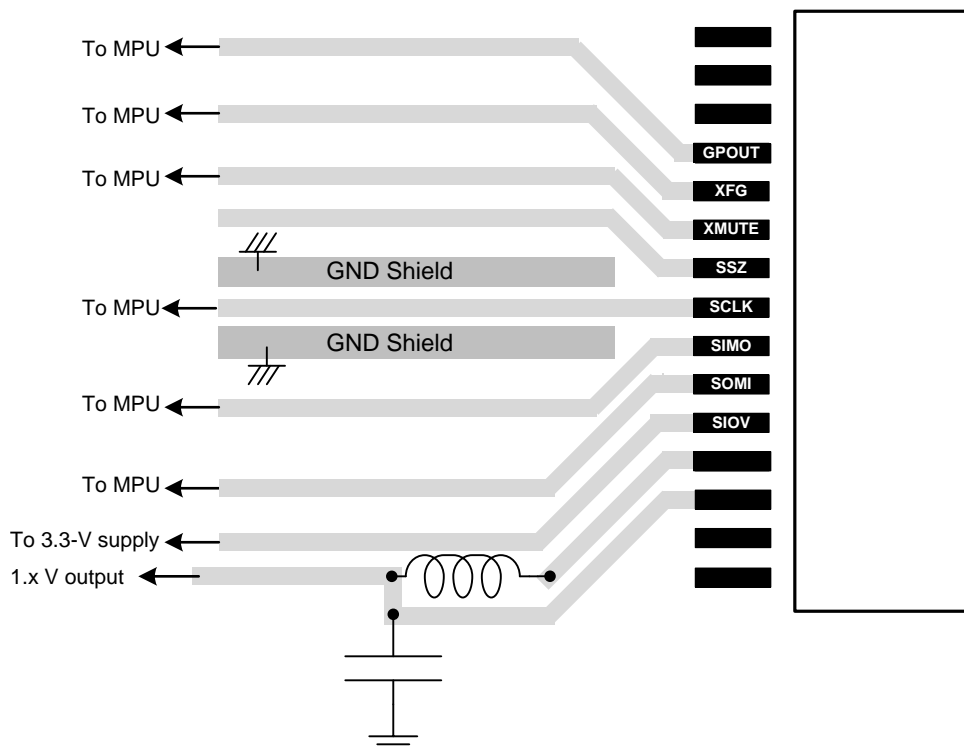 To MPU
To MPU
GPOUT
To MPU
XFG
XMUTE
SSZ
GND Shield
To MPU
SCLK
GND Shield
SIMO
SOMI
To MPU
SIOV
To MPU
To 3.3-V supply
1.x V output